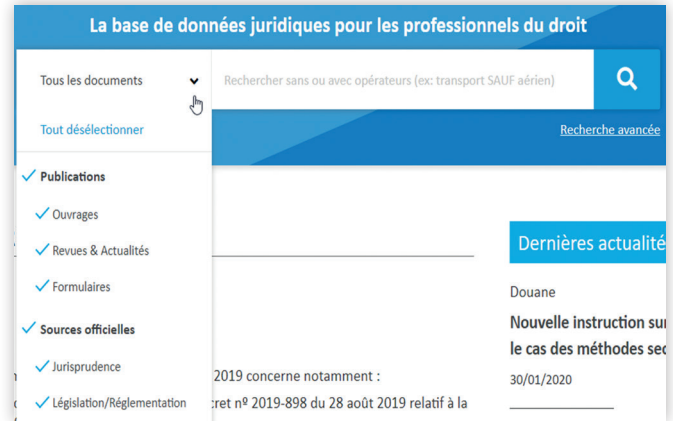 La base de données juridiques pour les professionnels du droit
Tous les documents
Rechercher sans ou avec opérateurs (ex: transport SAUF aérien)
Tout désélectionner
Recherche avancée
Publications
Ouvrages
Revues & Actualités
Formulaires
Sources officielles
Jurisprudence
Législation/Réglementation
2019 concerne notamment :
cret nº 2019-898 du 28 août 2019 relatif à la
Dernières actualité
Douane
Nouvelle instruction sur
le cas des méthodes sec
30/01/2020